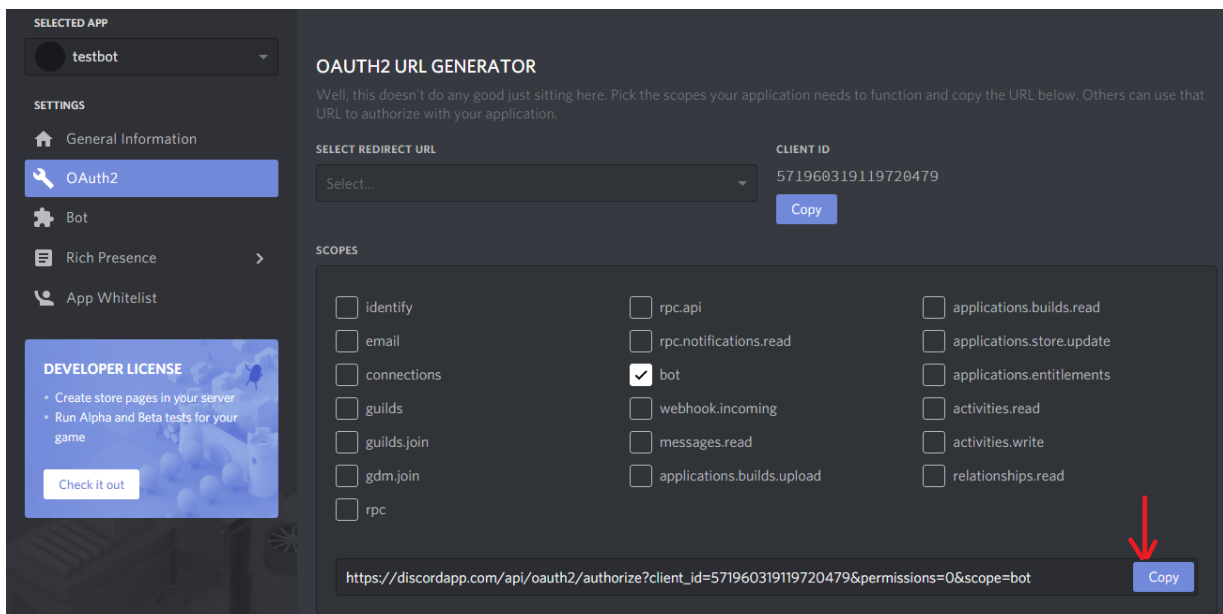 SELECTED APP
testbot
SETTINGS
General Information
OAuth2
Bot
Rich Presence
App Whitelist
DEVELOPER LICENSE
• Create store pages in your server
• Run Alpha and Beta tests for your
game
Check it out
OAUTH2 URL GENERATOR
Well, this doesn't do any good just sitting here. Pick the scopes your application needs to function and copy the URL below. Others can use that
URL to authorize with your application.
SELECT REDIRECT URL
Select...
CLIENT ID
571960319119720479
Copy
SCOPES
identify
email
connections
guilds
guilds.join
gdm.join
rpc
rpc.api
rpc.notifications.read
bot
webhook.incoming
messages.read
applications.builds.upload
applications.builds.read
applications.store.update
applications.entitlements
activities.read
activities.write
relationships.read
https://discordapp.com/api/oauth2/authorize?client_id=571960319119720479&permissions=0&scope=bot
Copy